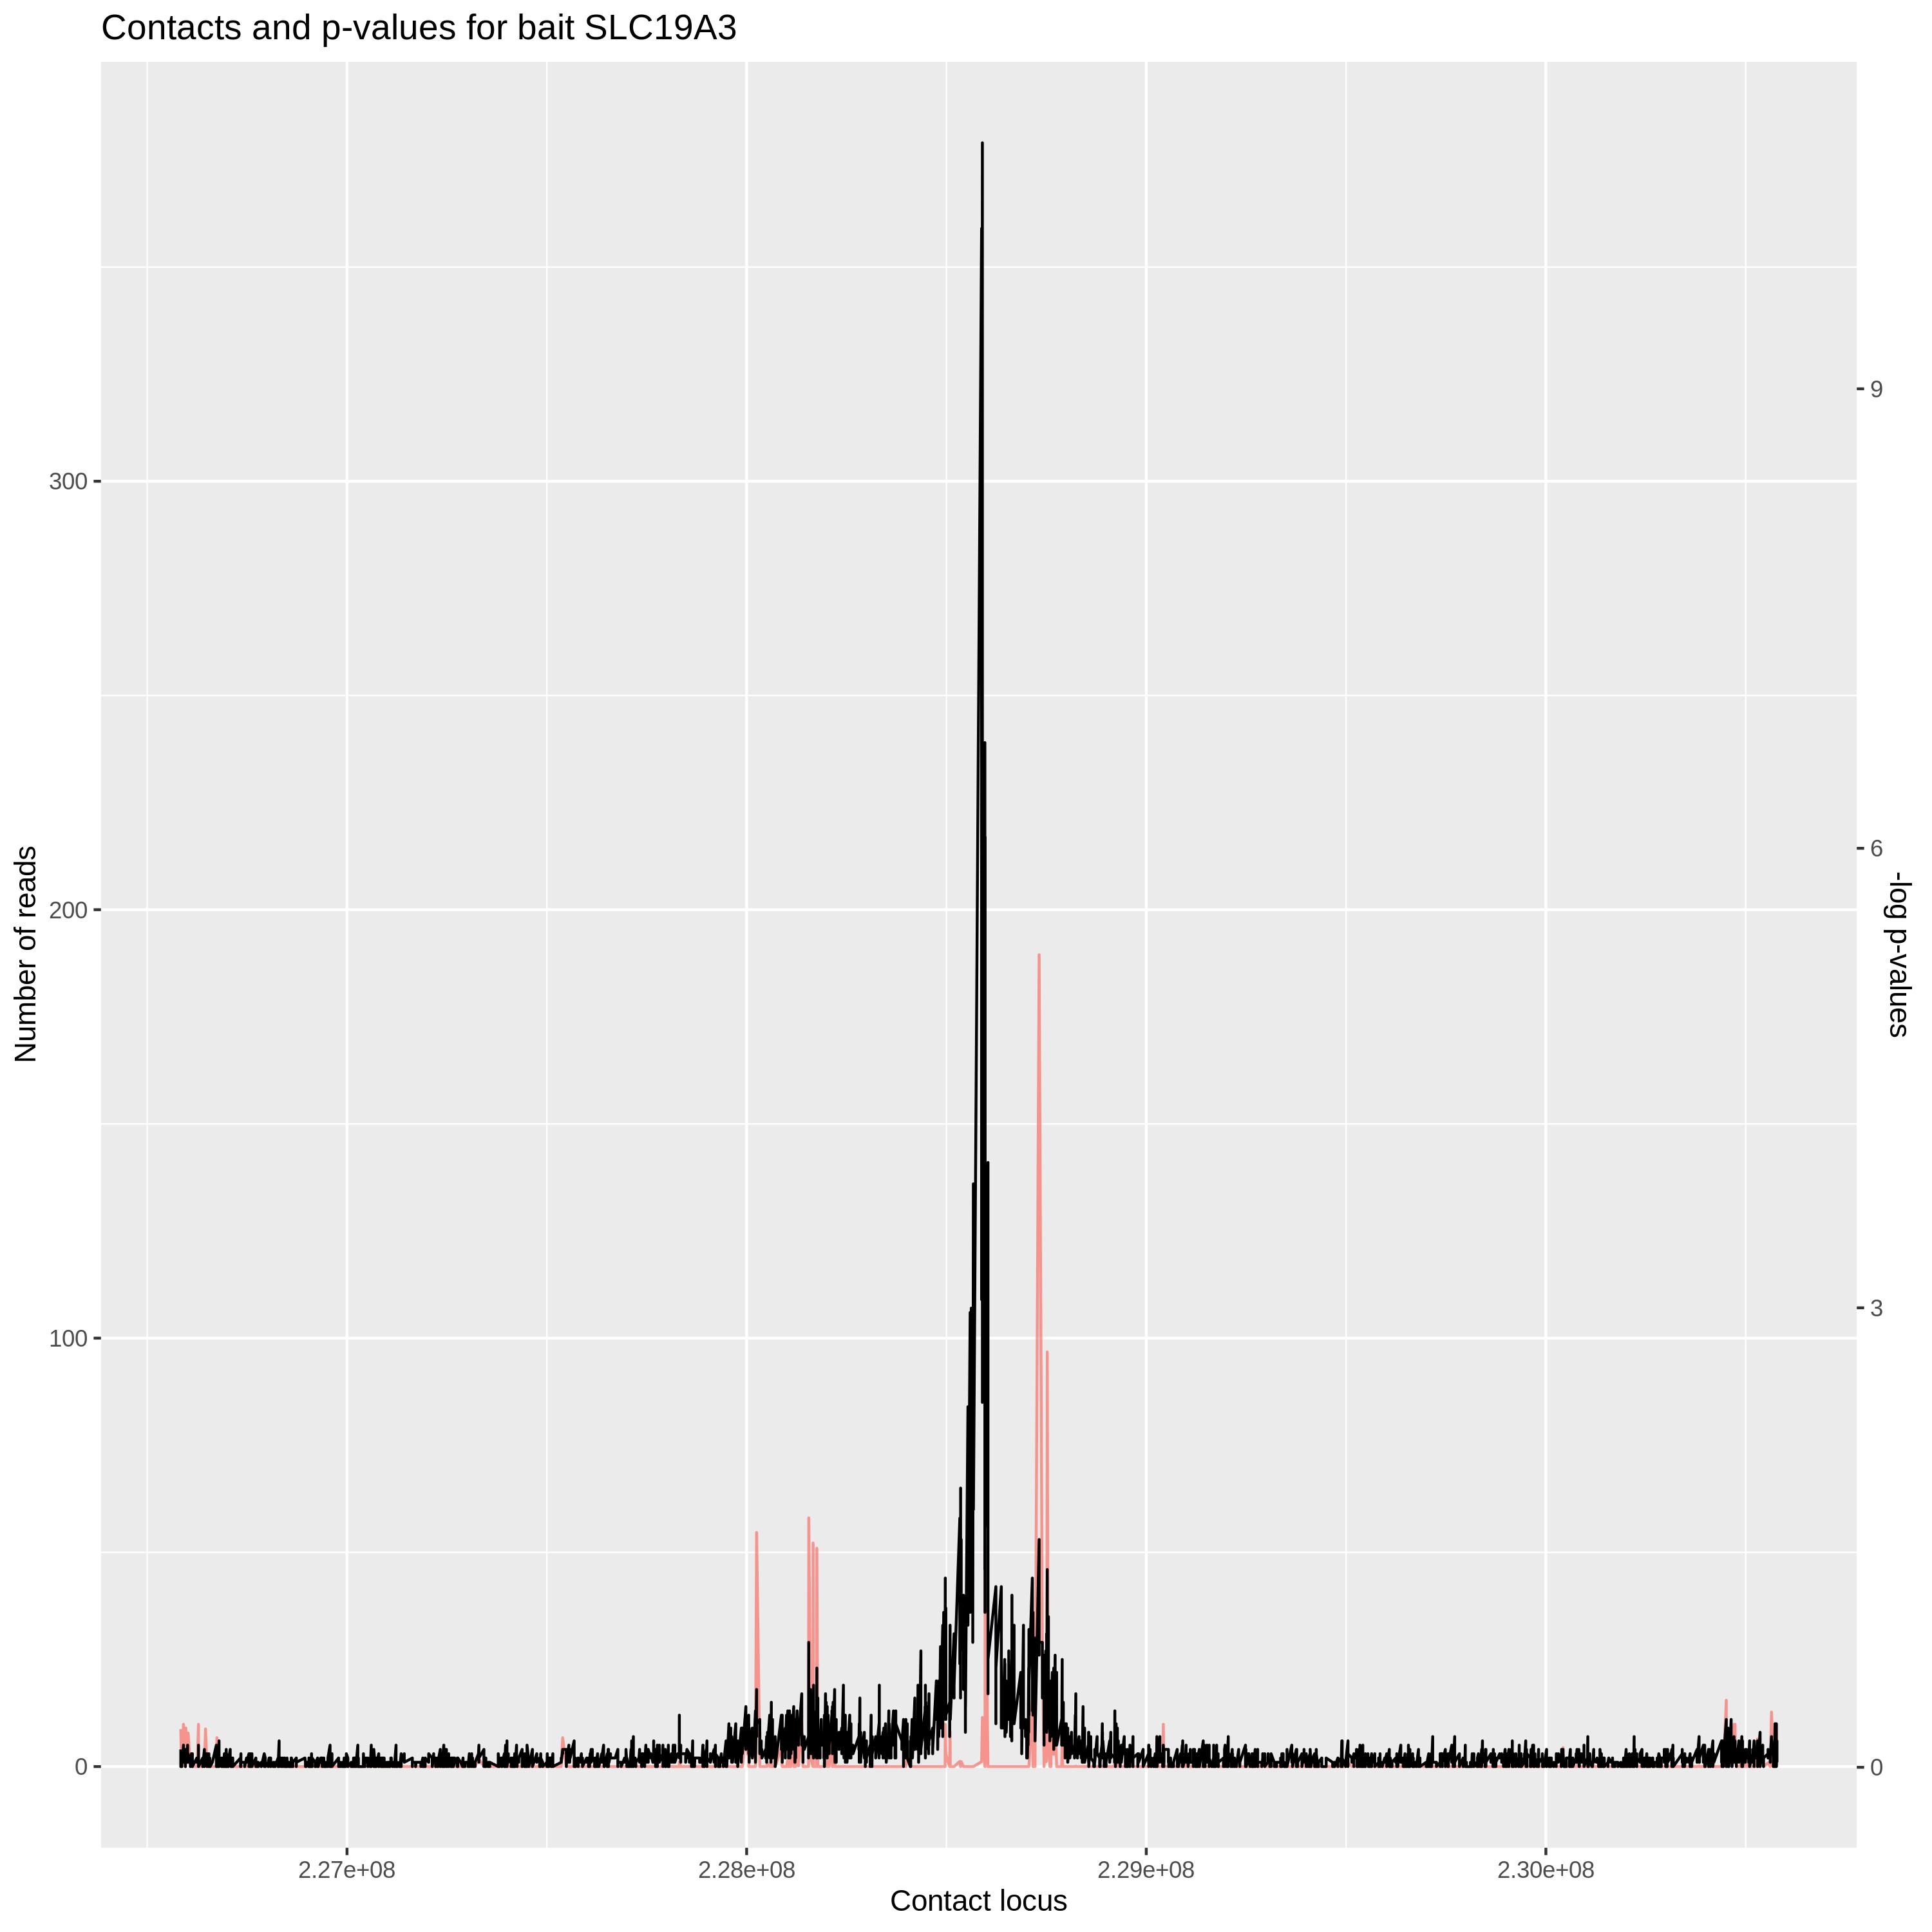 Contacts and p-values for bait SLC19A3
Number of reads
300
200
100
0
9
6
3
0
-log p-values
2.27e+08
2.28e+08
2.29e+08
2.30e+08
Contact locus